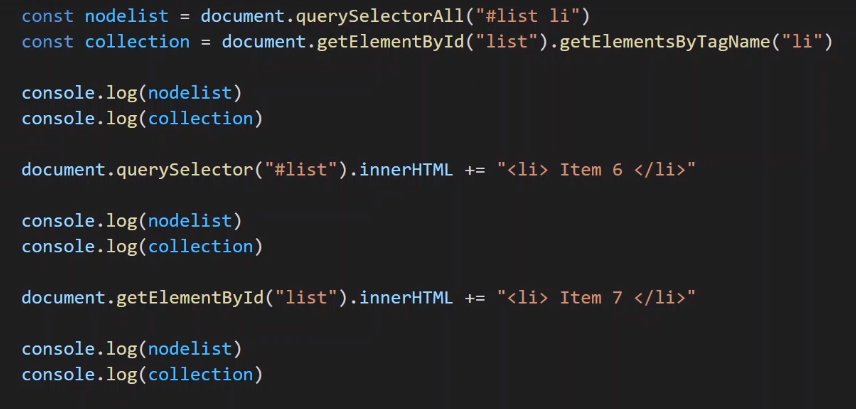 const nodelist = document.querySelectorAll("#list li")
const collection = document.getElementById("list").getElementsByTagName("li")
console.log(nodelist)
console.log(collection)
document.querySelector("#list").innerHTML += "<li> Item 6 </li>"
console.log(nodelist)
console.log(collection)
document.getElementById("list").innerHTML += "<li> Item 7 </li>"
console.log(nodelist)
console.log(collection)